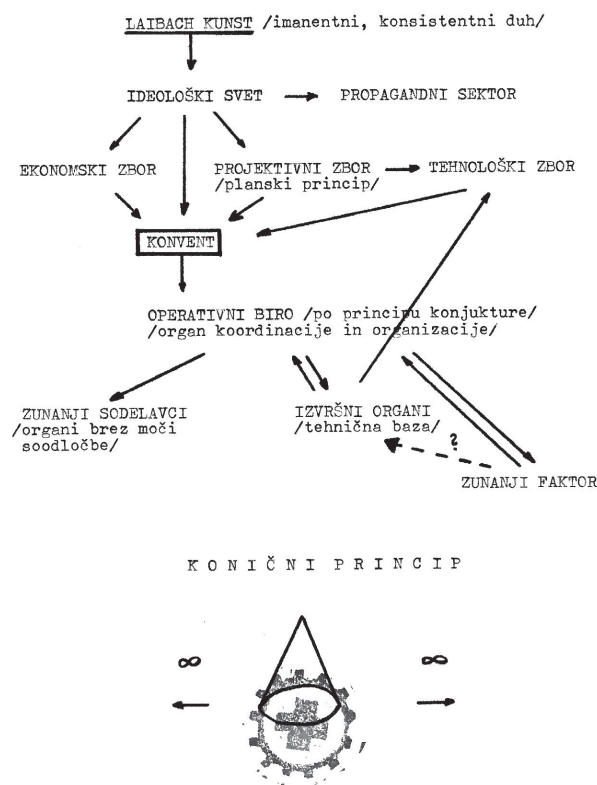 LAIBACH KUNST /imanentni, konsistentni duh/
IDEOLOŠKI SVET
PROPAGANDNI SEKTOR
EKONOMSKI ZBOR
PROJEKTIVNI ZBOR
/planski princip/
TEHNOLOŠKI ZBOR
KONVENT
OPERATIVNI BIRO /po principu konjukture/
/organ koordinacije in organizacije/
ZUNANJI SODELAVCI
/organi brez moči
soodločbe/
IZVRŠNI ORGANI
/tehnična baza/
?
ZUNANJI FAKTOR
KONIČNI PRINCIP
∞ ∞